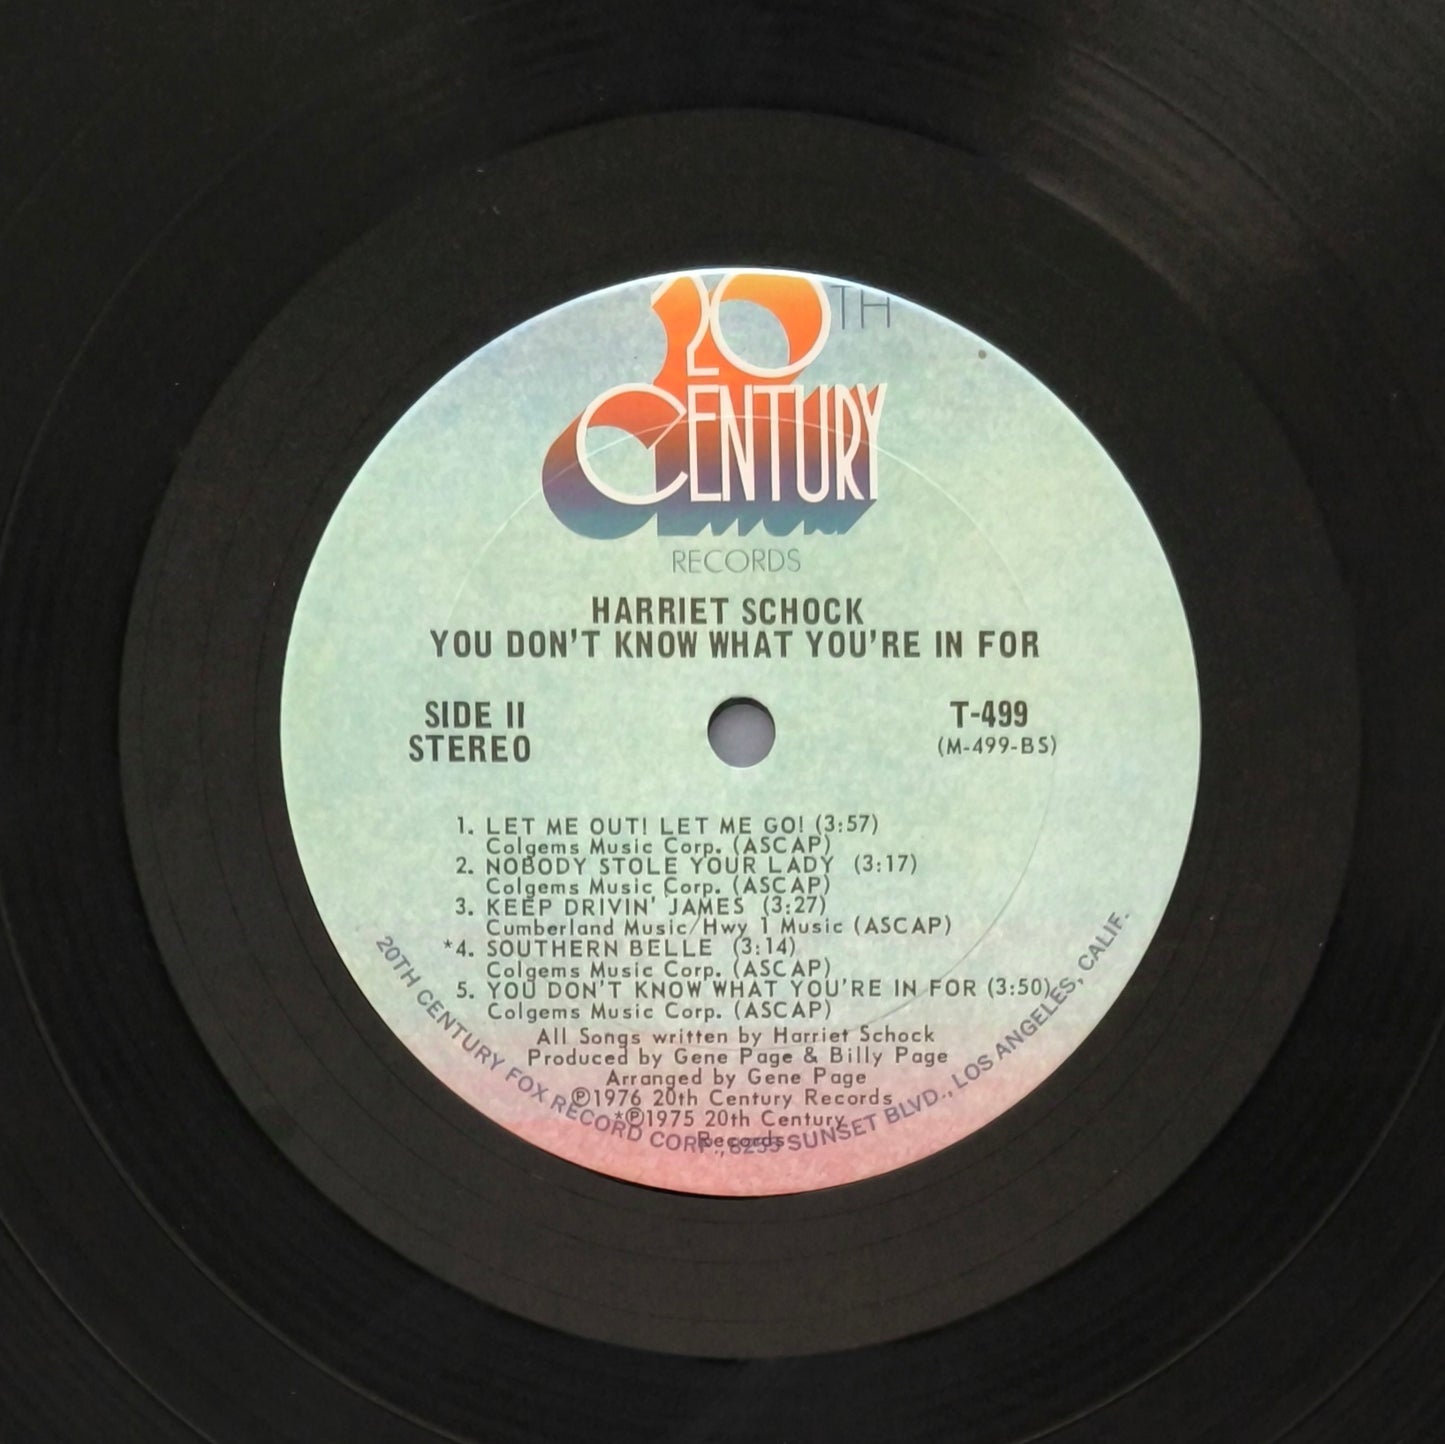 20TH
CENTURY
RECORDS
HARRIET SCHOCK
YOU DON'T KNOW WHAT YOU'RE IN FOR
SIDE II
STEREO
T-499
(M-499-BS)
1. LET ME OUT! LET ME GO! (3:57)
Colgems Music Corp. (ASCAP)
2. NOBODY STOLE YOUR LADY (3:17)
Colgems Music Corp. (ASCAP)
3. KEEP DRIVIN' JAMES (3:27)
Cumberland Music/Hwy 1 Music (ASCAP)
*4. SOUTHERN BELLE (3:14)
Colgems Music Corp. (ASCAP)
5. YOU DON'T KNOW WHAT YOU'RE IN FOR (3:50)
Colgems Music Corp. (ASCAP)
All Songs written by Harriet Schock
Produced by Gene Page & Billy Page
Arranged by Gene Page
℗1976 20th Century Records
*℗1975 20th Century
Records
20TH CENTURY FOX RECORD CORP., 8255 SUNSET BLVD., LOS ANGELES, CALIF.